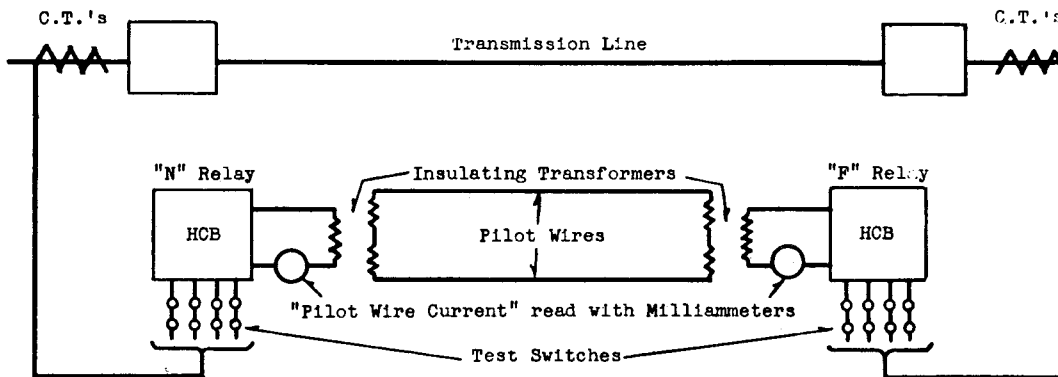 C.T.'s
C.T.'s
Transmission Line
"N" Relay
Insulating Transformers
"F" Relay
HCB
Pilot Wires
HCB
"Pilot Wire Current" read with Milliammeters
Test Switches